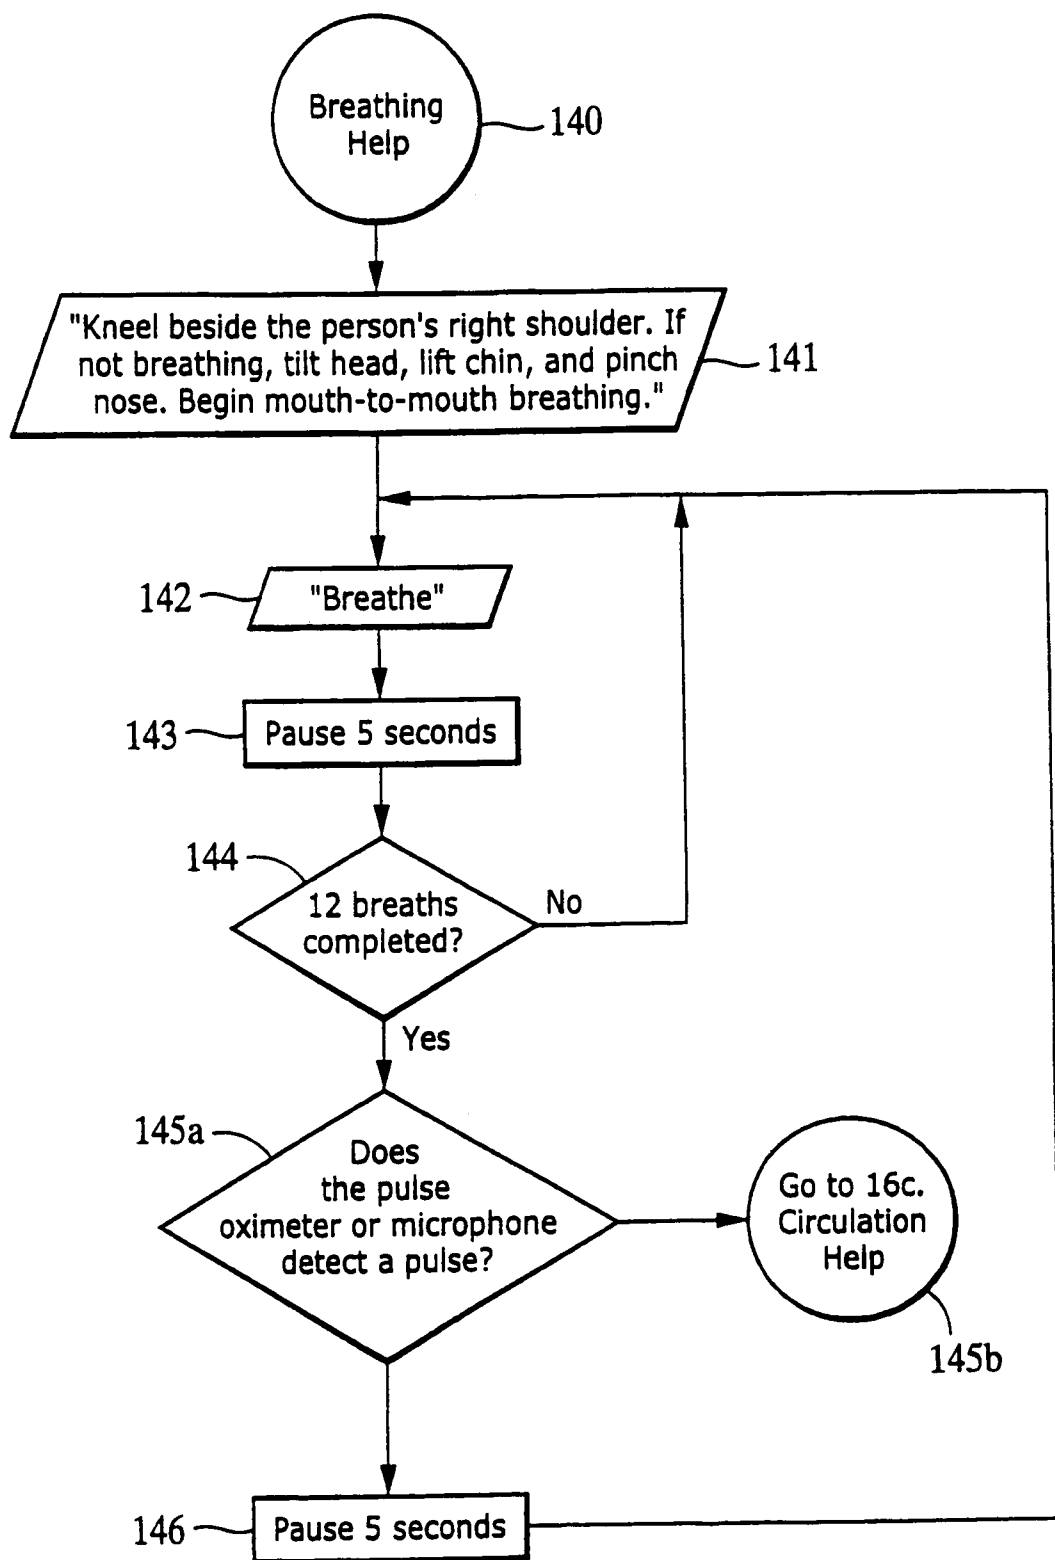 Breathing
Help
140
"Kneel beside the person's right shoulder. If
not breathing, tilt head, lift chin, and pinch
nose. Begin mouth-to-mouth breathing."
141
142
"Breathe"
143
Pause 5 seconds
144
12 breaths
completed?
No
Yes
145a
Does
the pulse
oximeter or microphone
detect a pulse?
Go to 16c.
Circulation
Help
145b
146
Pause 5 seconds